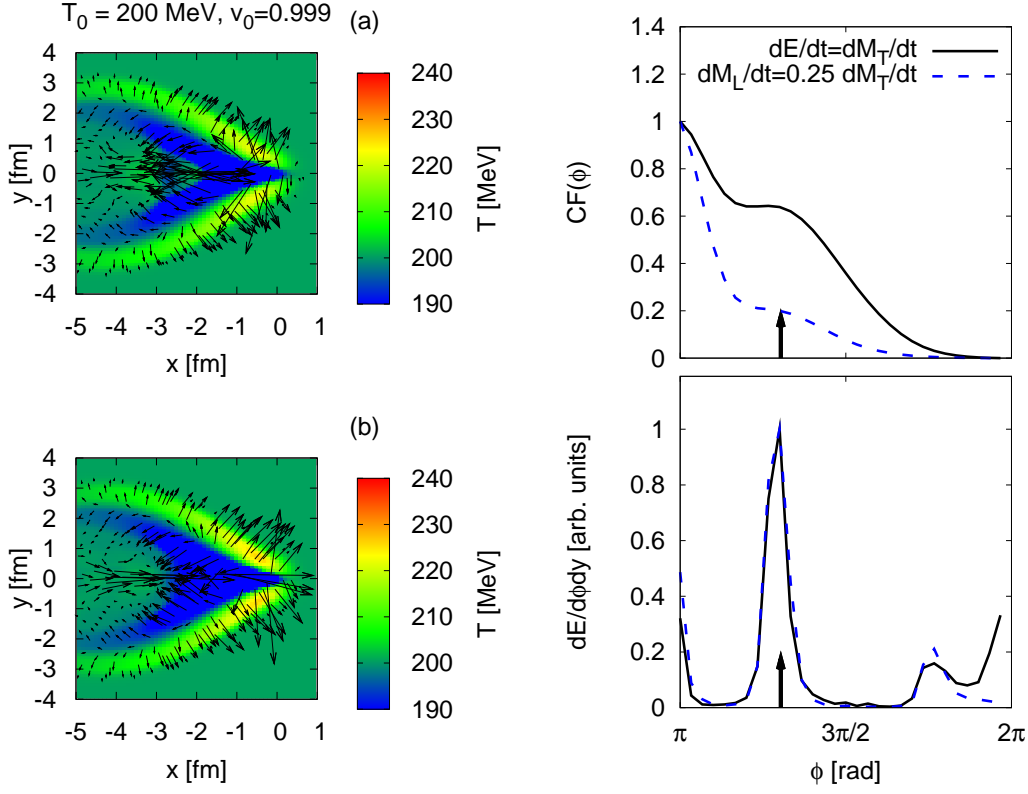 T_0 = 200 MeV, v_0=0.999
(a)
4
3
2
1
0
-1
-2
-3
4
y [fm]
-5 -4 -3 -2 -1 0 1
x [fm]
240
230
220
210
200
190
T [MeV]
(b)
4
3
2
1
0
-1
-2
-3
4
y [fm]
-5 -4 -3 -2 -1 0 1
x [fm]
240
230
220
210
200
190
T [MeV]
dE/dt=dM_T/dt
dM_L/dt=0.25 dM_T/dt
1.4
1.2
1
0.8
0.6
0.4
0.2
0
CF(ϕ)
1
0.8
0.6
0.4
0.2
0
dE/dϕdy [arb. units]
π 3π/2 2π
ϕ [rad]